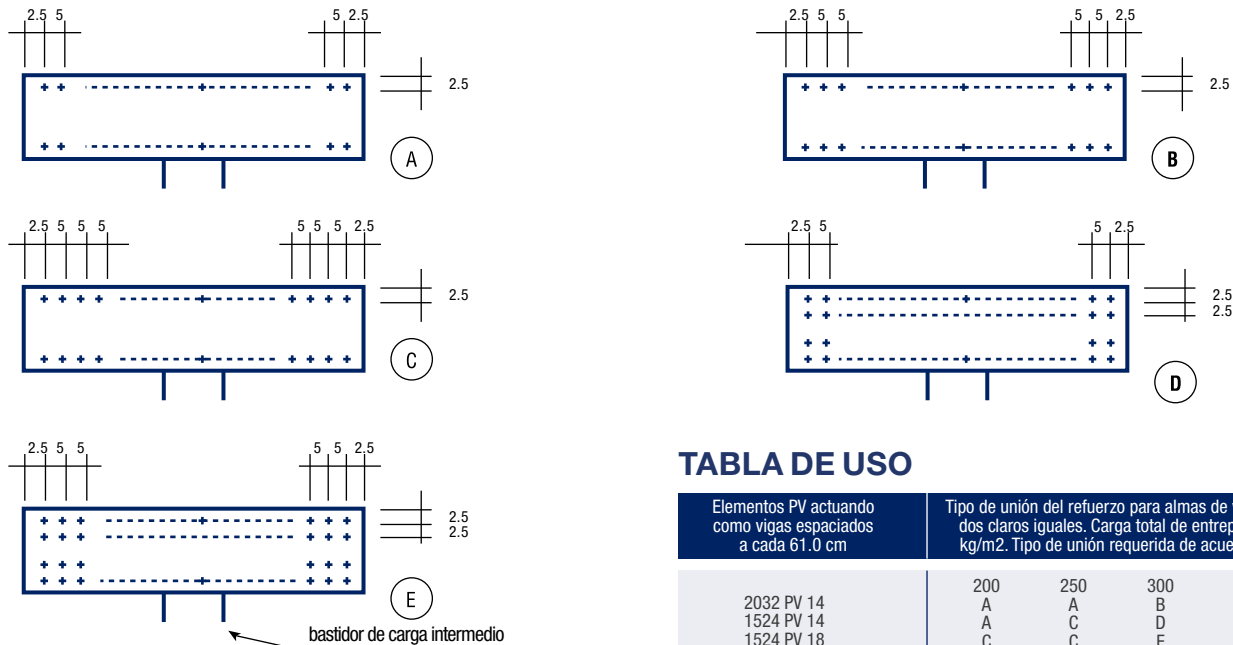 2.5 5 5 2.5
2.5
A
2.5 5 5 5 5 2.5
2.5
B
2.5 5 5 5 5 5 5 2.5
2.5
C
2.5 5 5 2.5
2.5
2.5
D
2.5 5 5 5 5 2.5
2.5
2.5
E
bastidor de carga intermedio
TABLA DE USO
Elementos PV actuando
como vigas espaciados
a cada 61.0 cm
Tipo de unión del refuerzo para almas de
dos claros iguales. Carga total de
kg/m2. Tipo de unión requerida de
200 250 300
2032 PV 14 A A B
1524 PV 14 A C D
1524 PV 18 C C E